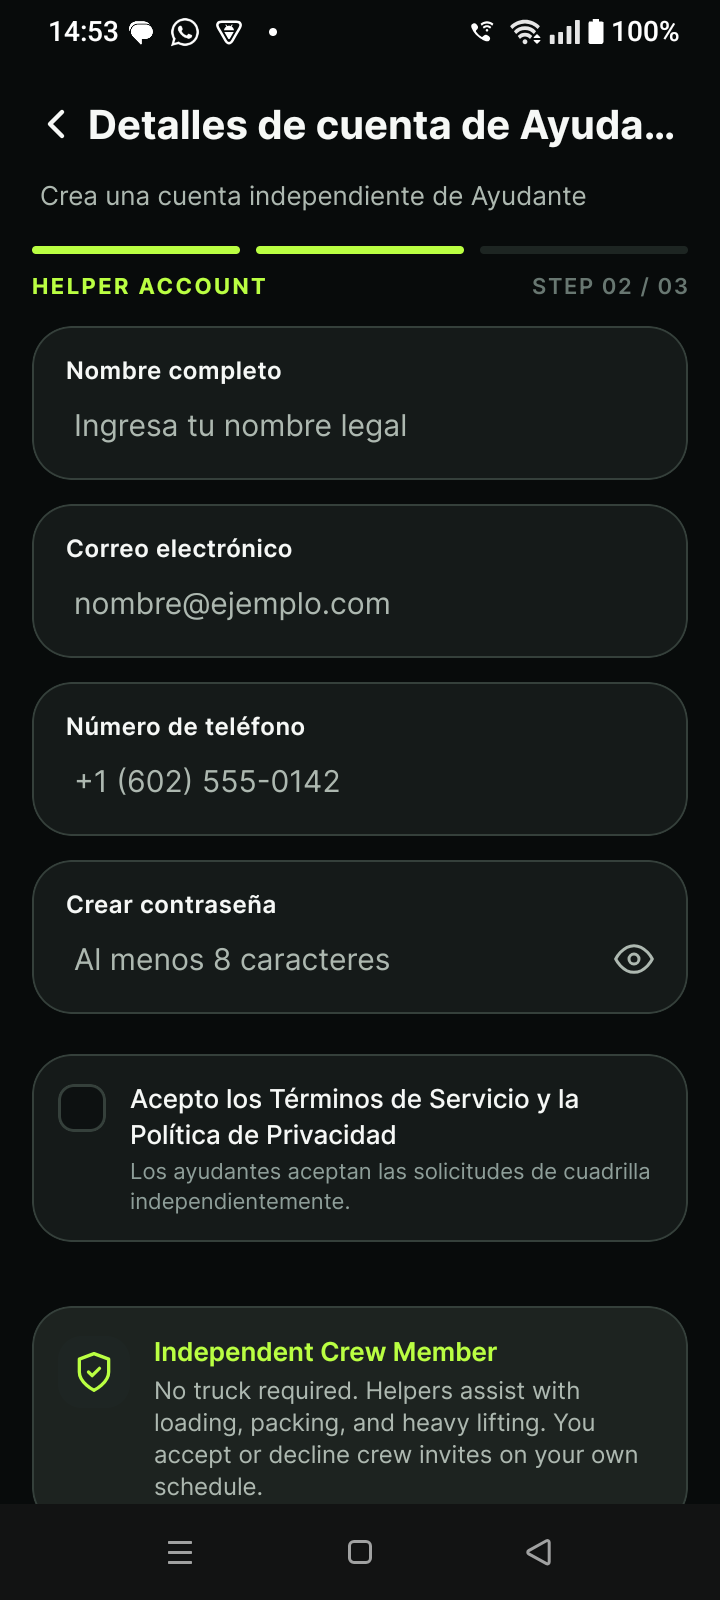 14:53
100%
Detalles de cuenta de Ayuda...
Crea una cuenta independiente de Ayudante
HELPER ACCOUNT
STEP 02 / 03
Nombre completo
Ingresa tu nombre legal
Correo electrónico
nombre@ejemplo.com
Número de teléfono
+1 (602) 555-0142
Crear contraseña
Al menos 8 caracteres
Acepto los Términos de Servicio y la
Política de Privacidad
Los ayudantes aceptan las solicitudes de cuadrilla
independientemente.
Independent Crew Member
No truck required. Helpers assist with
loading, packing, and heavy lifting. You
accept or decline crew invites on your own
schedule.